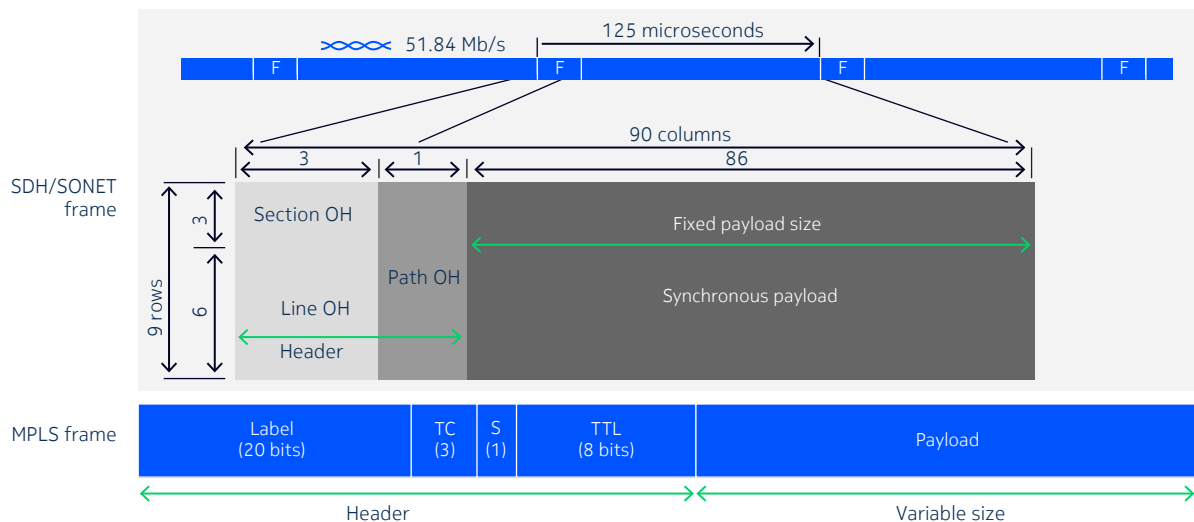 51.84 Mb/s
125 microseconds
F
F
F
F
90 columns
3
1
86
SDH/SONET
frame
9 rows
3
6
Section OH
Path OH
Line OH
Header
Fixed payload size
Synchronous payload
MPLS frame
Label
(20 bits)
TC
(3)
S
(1)
TTL
(8 bits)
Payload
Header
Variable size